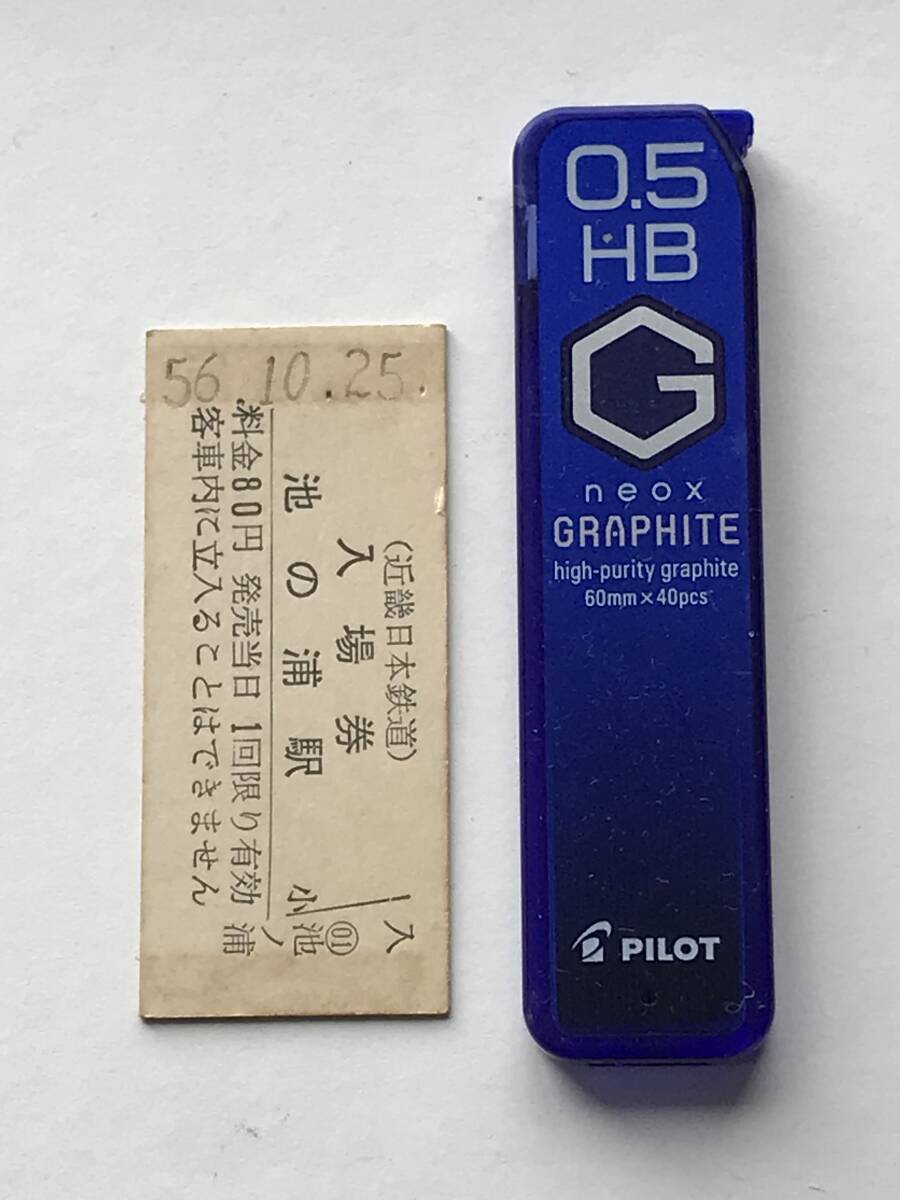 56 10.25.
(近畿日本鉄道)
入場券
池の浦駅
料金80円 発売当日1回限り有効
客車内に立入ることはできません
入
小
01
池ノ浦
0.5
HB
G
neox
GRAPHITE
high-purity graphite
60mm×40pcs
PILOT